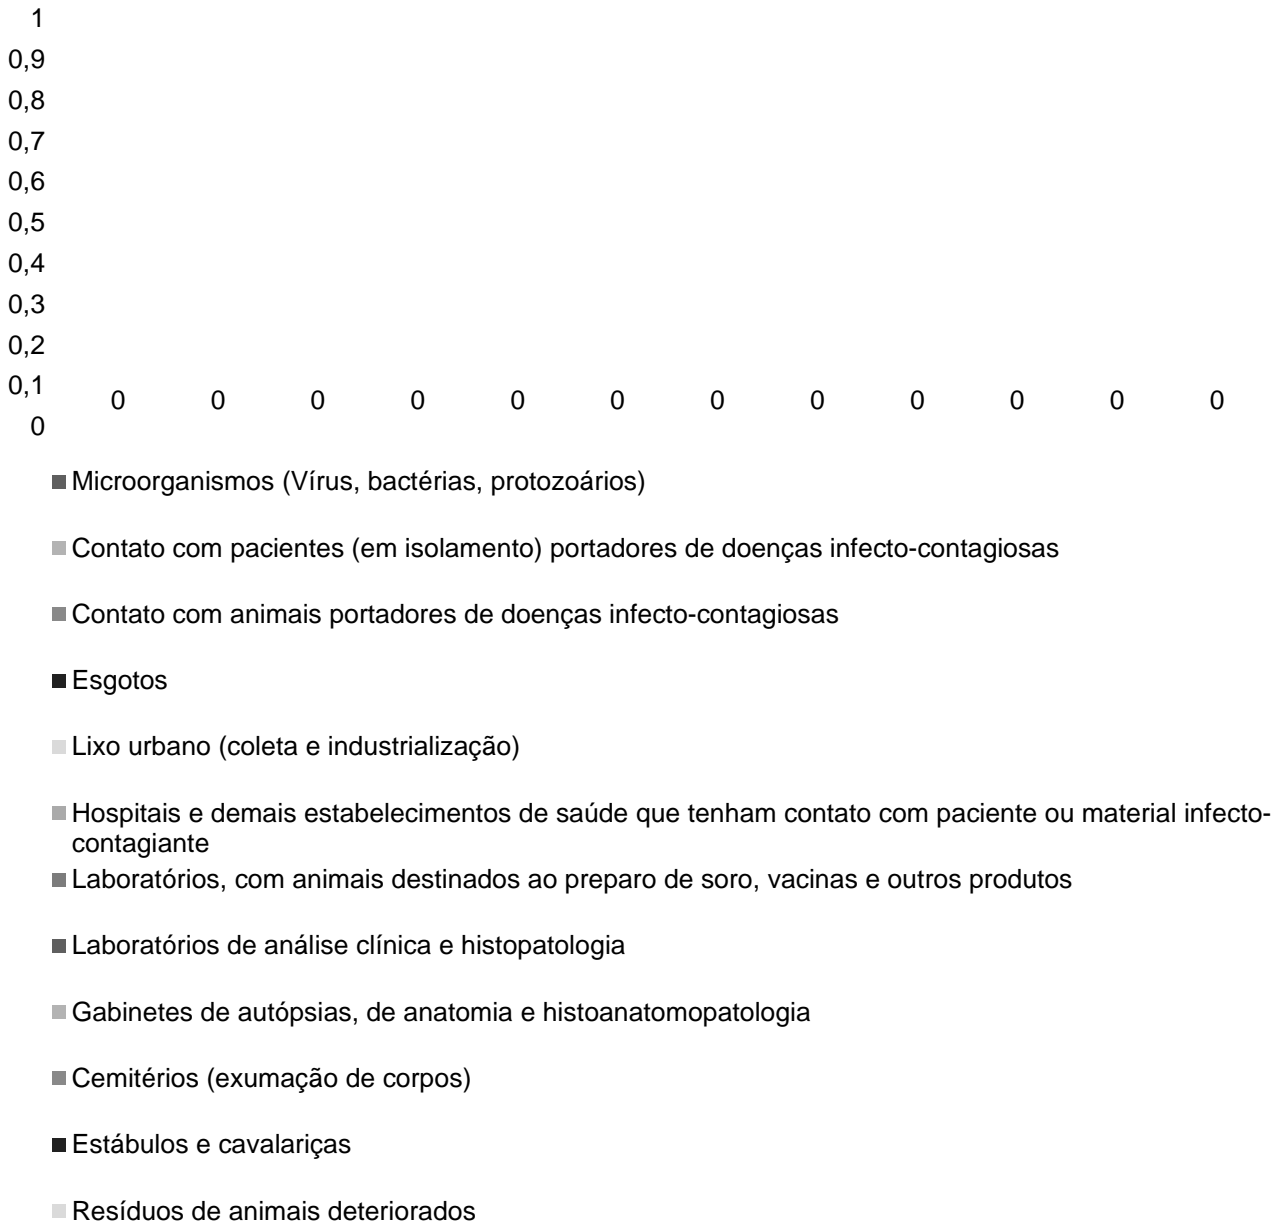 1
0,9
0,8
0,7
0,6
0,5
0,4
0,3
0,2
0,1
0 0 0 0 0 0 0 0 0 0 0 0
0
Microorganismos (Vírus, bactérias, protozoários)
Contato com pacientes (em isolamento) portadores de doenças infecto-contagiosas
Contato com animais portadores de doenças infecto-contagiosas
Esgotos
Lixo urbano (coleta e industrialização)
Hospitais e demais estabelecimentos de saúde que tenham contato com paciente ou material infecto-
contagiante
Laboratórios, com animais destinados ao preparo de soro, vacinas e outros produtos
Laboratórios de análise clínica e histopatologia
Gabinetes de autópsias, de anatomia e histoanatomopatologia
Cemitérios (exumação de corpos)
Estábulos e cavalariças
Resíduos de animais deteriorados